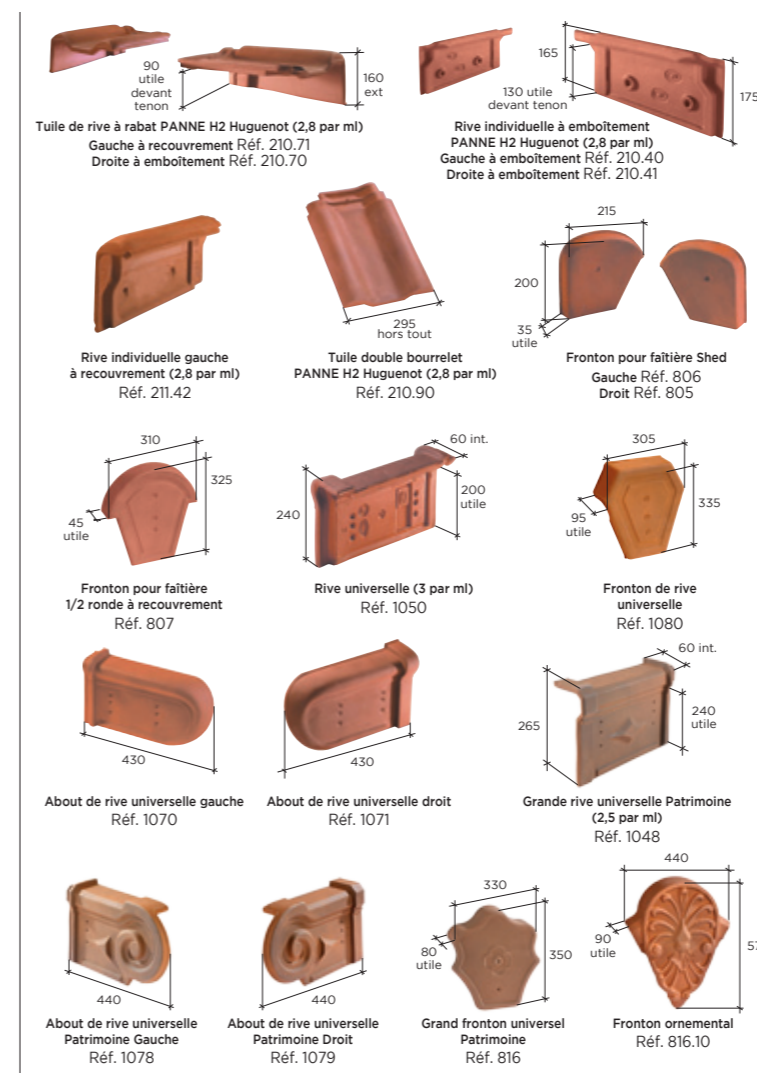 90
utile
devant
tenon
160
ext
Tuile de rive à rabat PANNE H2 Huguenot (2,8 par ml)
Gauche à recouvrement Réf. 210.71
Droite à emboîtement Réf. 210.70
165
130 utile
devant tenon
175
Rive individuelle à emboîtement
PANNE H2 Huguenot (2,8 par ml)
Gauche à emboîtement Réf. 210.40
Droite à emboîtement Réf. 210.41
Rive individuelle gauche
à recouvrement (2,8 par ml)
Réf. 211.42
295
hors tout
Tuile double bourrelet
PANNE H2 Huguenot (2,8 par ml)
Réf. 210.90
215
200
35
utile
Fronton pour faîtière Shed
Gauche Réf. 806
Droit Réf. 805
310
325
45
utile
Fronton pour faîtière
1/2 ronde à recouvrement
Réf. 807
60 int.
240
200
utile
Rive universelle (3 par ml)
Réf. 1050
305
335
95
utile
Fronton de rive
universelle
Réf. 1080
430
About de rive universelle gauche
Réf. 1070
430
About de rive universelle droit
Réf. 1071
60 int.
265
240
utile
Grande rive universelle Patrimoine
(2,5 par ml)
Réf. 1048
440
About de rive universelle
Patrimoine Gauche
Réf. 1078
440
About de rive universelle
Patrimoine Droit
Réf. 1079
330
350
80
utile
Grand fronton universel
Patrimoine
Réf. 816
440
90
utile
Fronton ornemental
Réf. 816.10